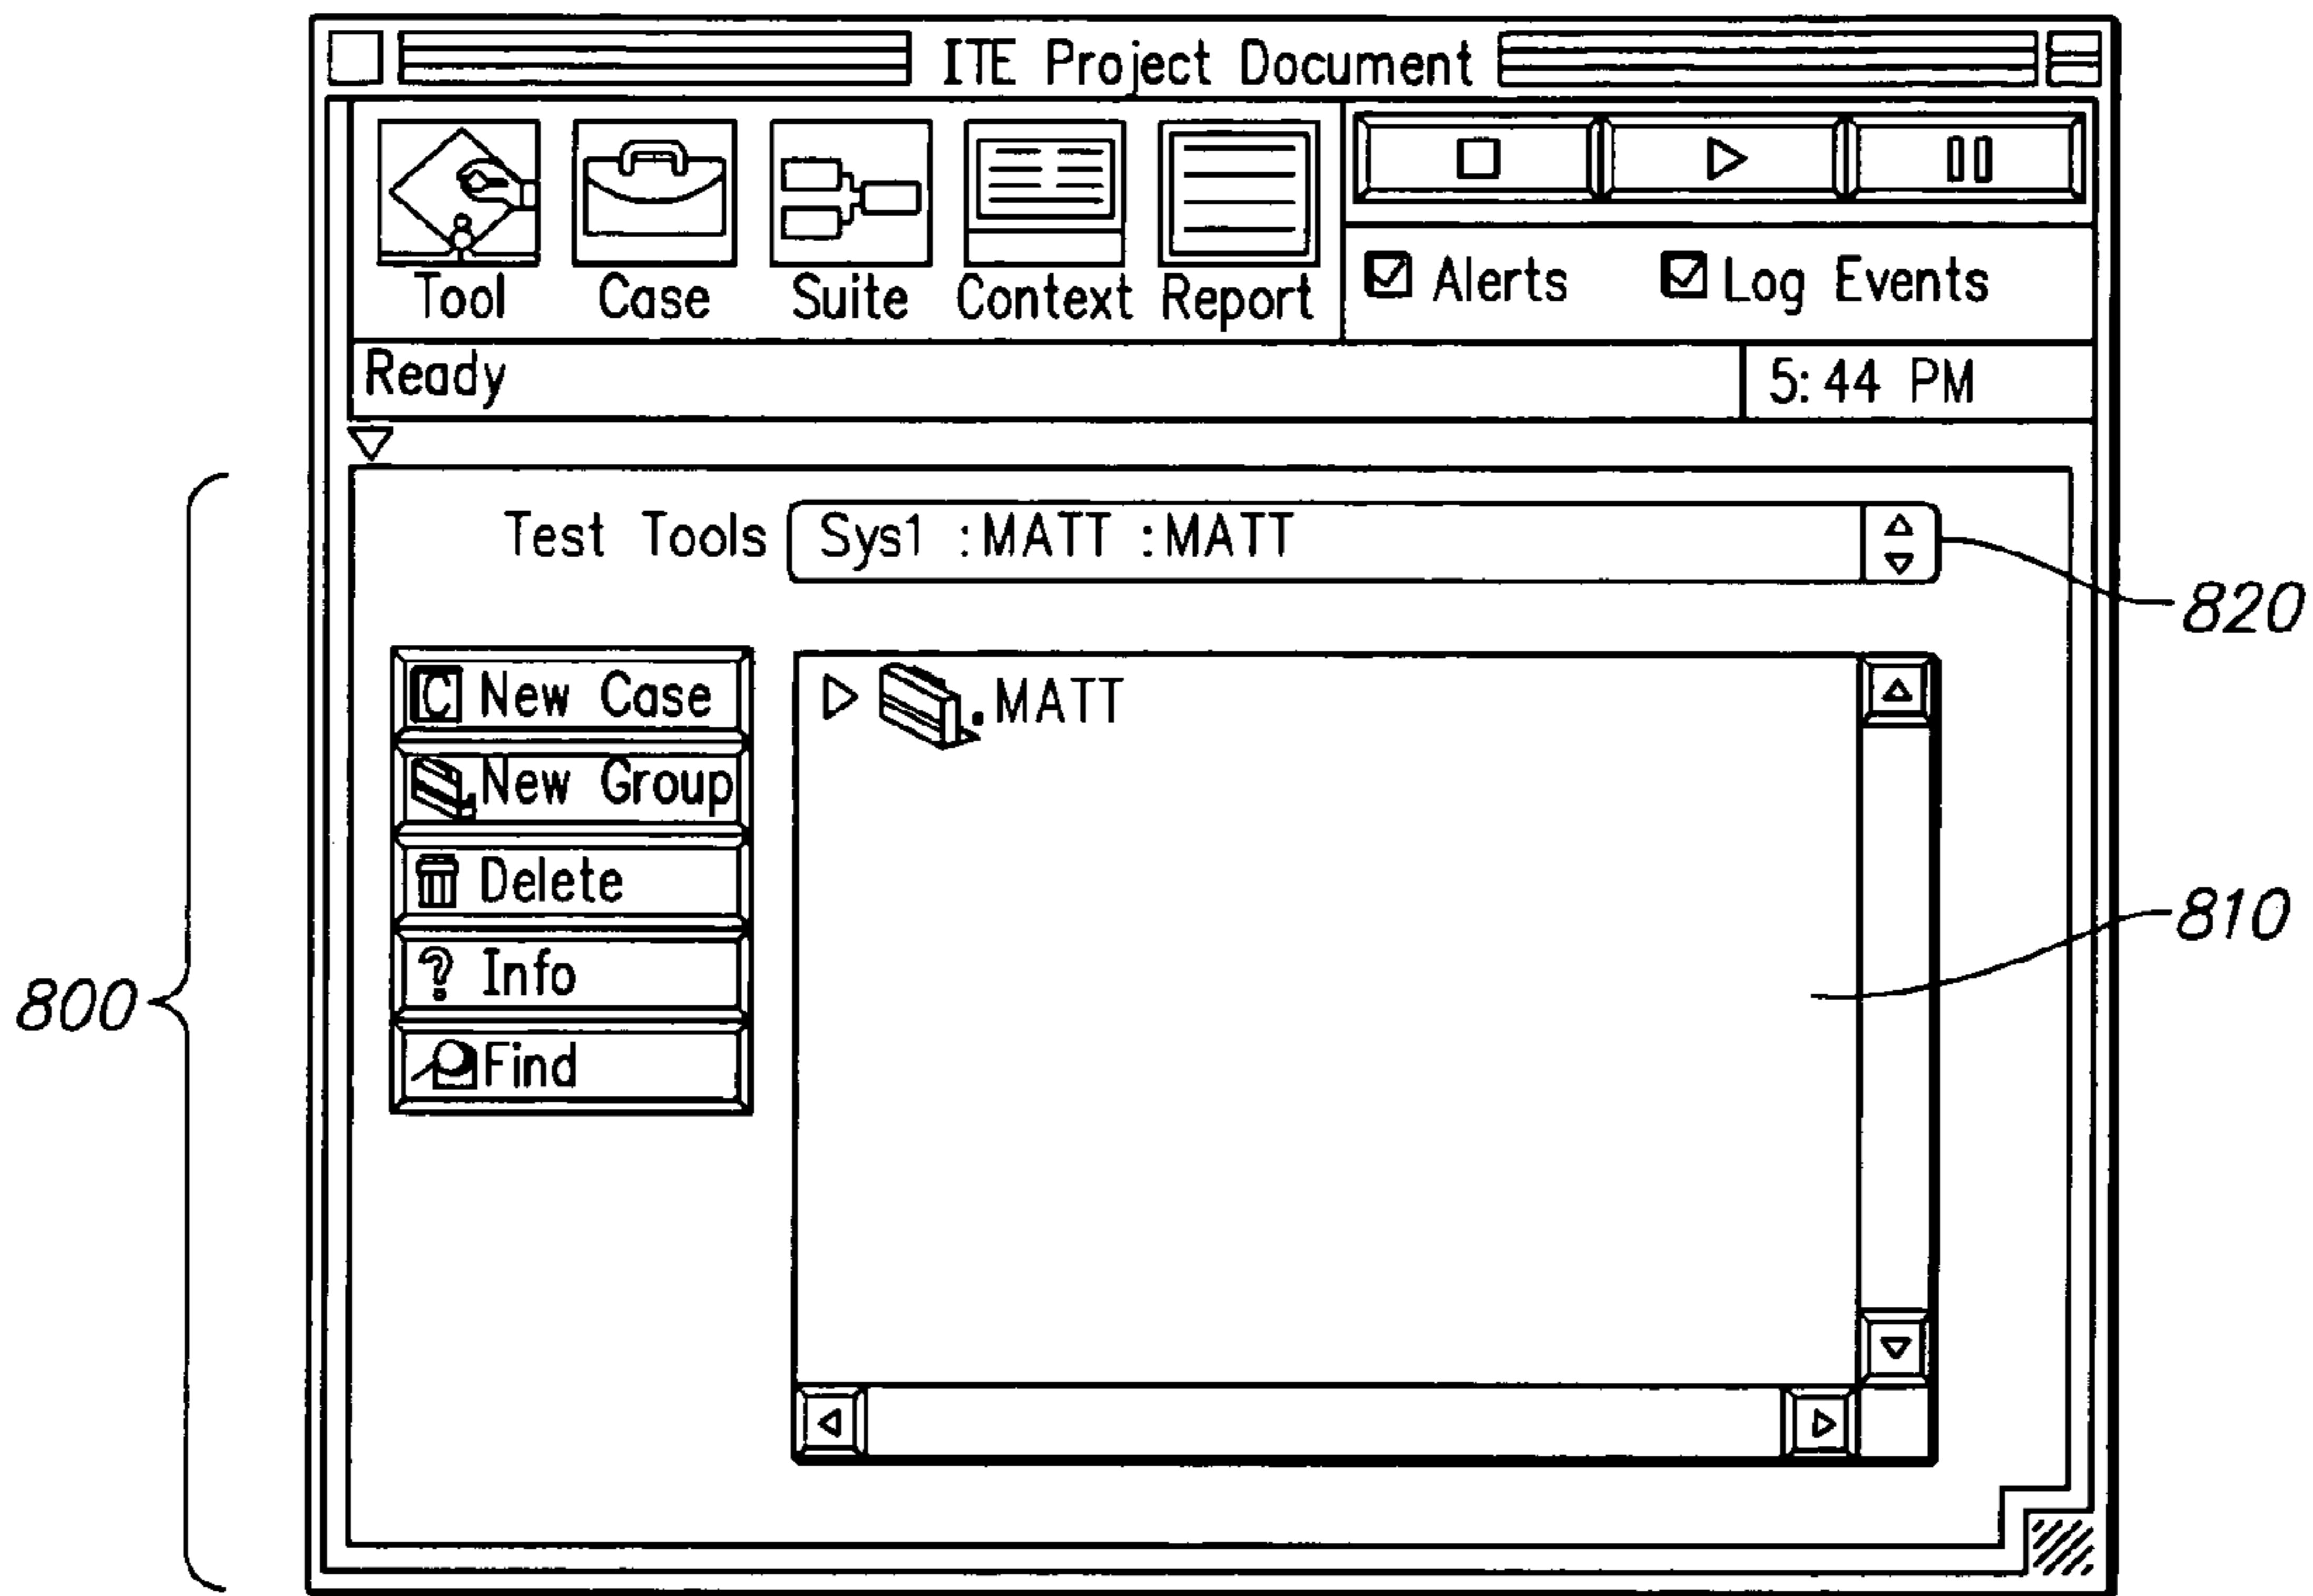 ITE Project Document
Tool Case Suite Context Report
Alerts Log Events
Ready 5:44 PM
Test Tools Sys1 :MATT :MATT
820
C New Case
.MATT
New Group
Delete
810
? Info
800
Find